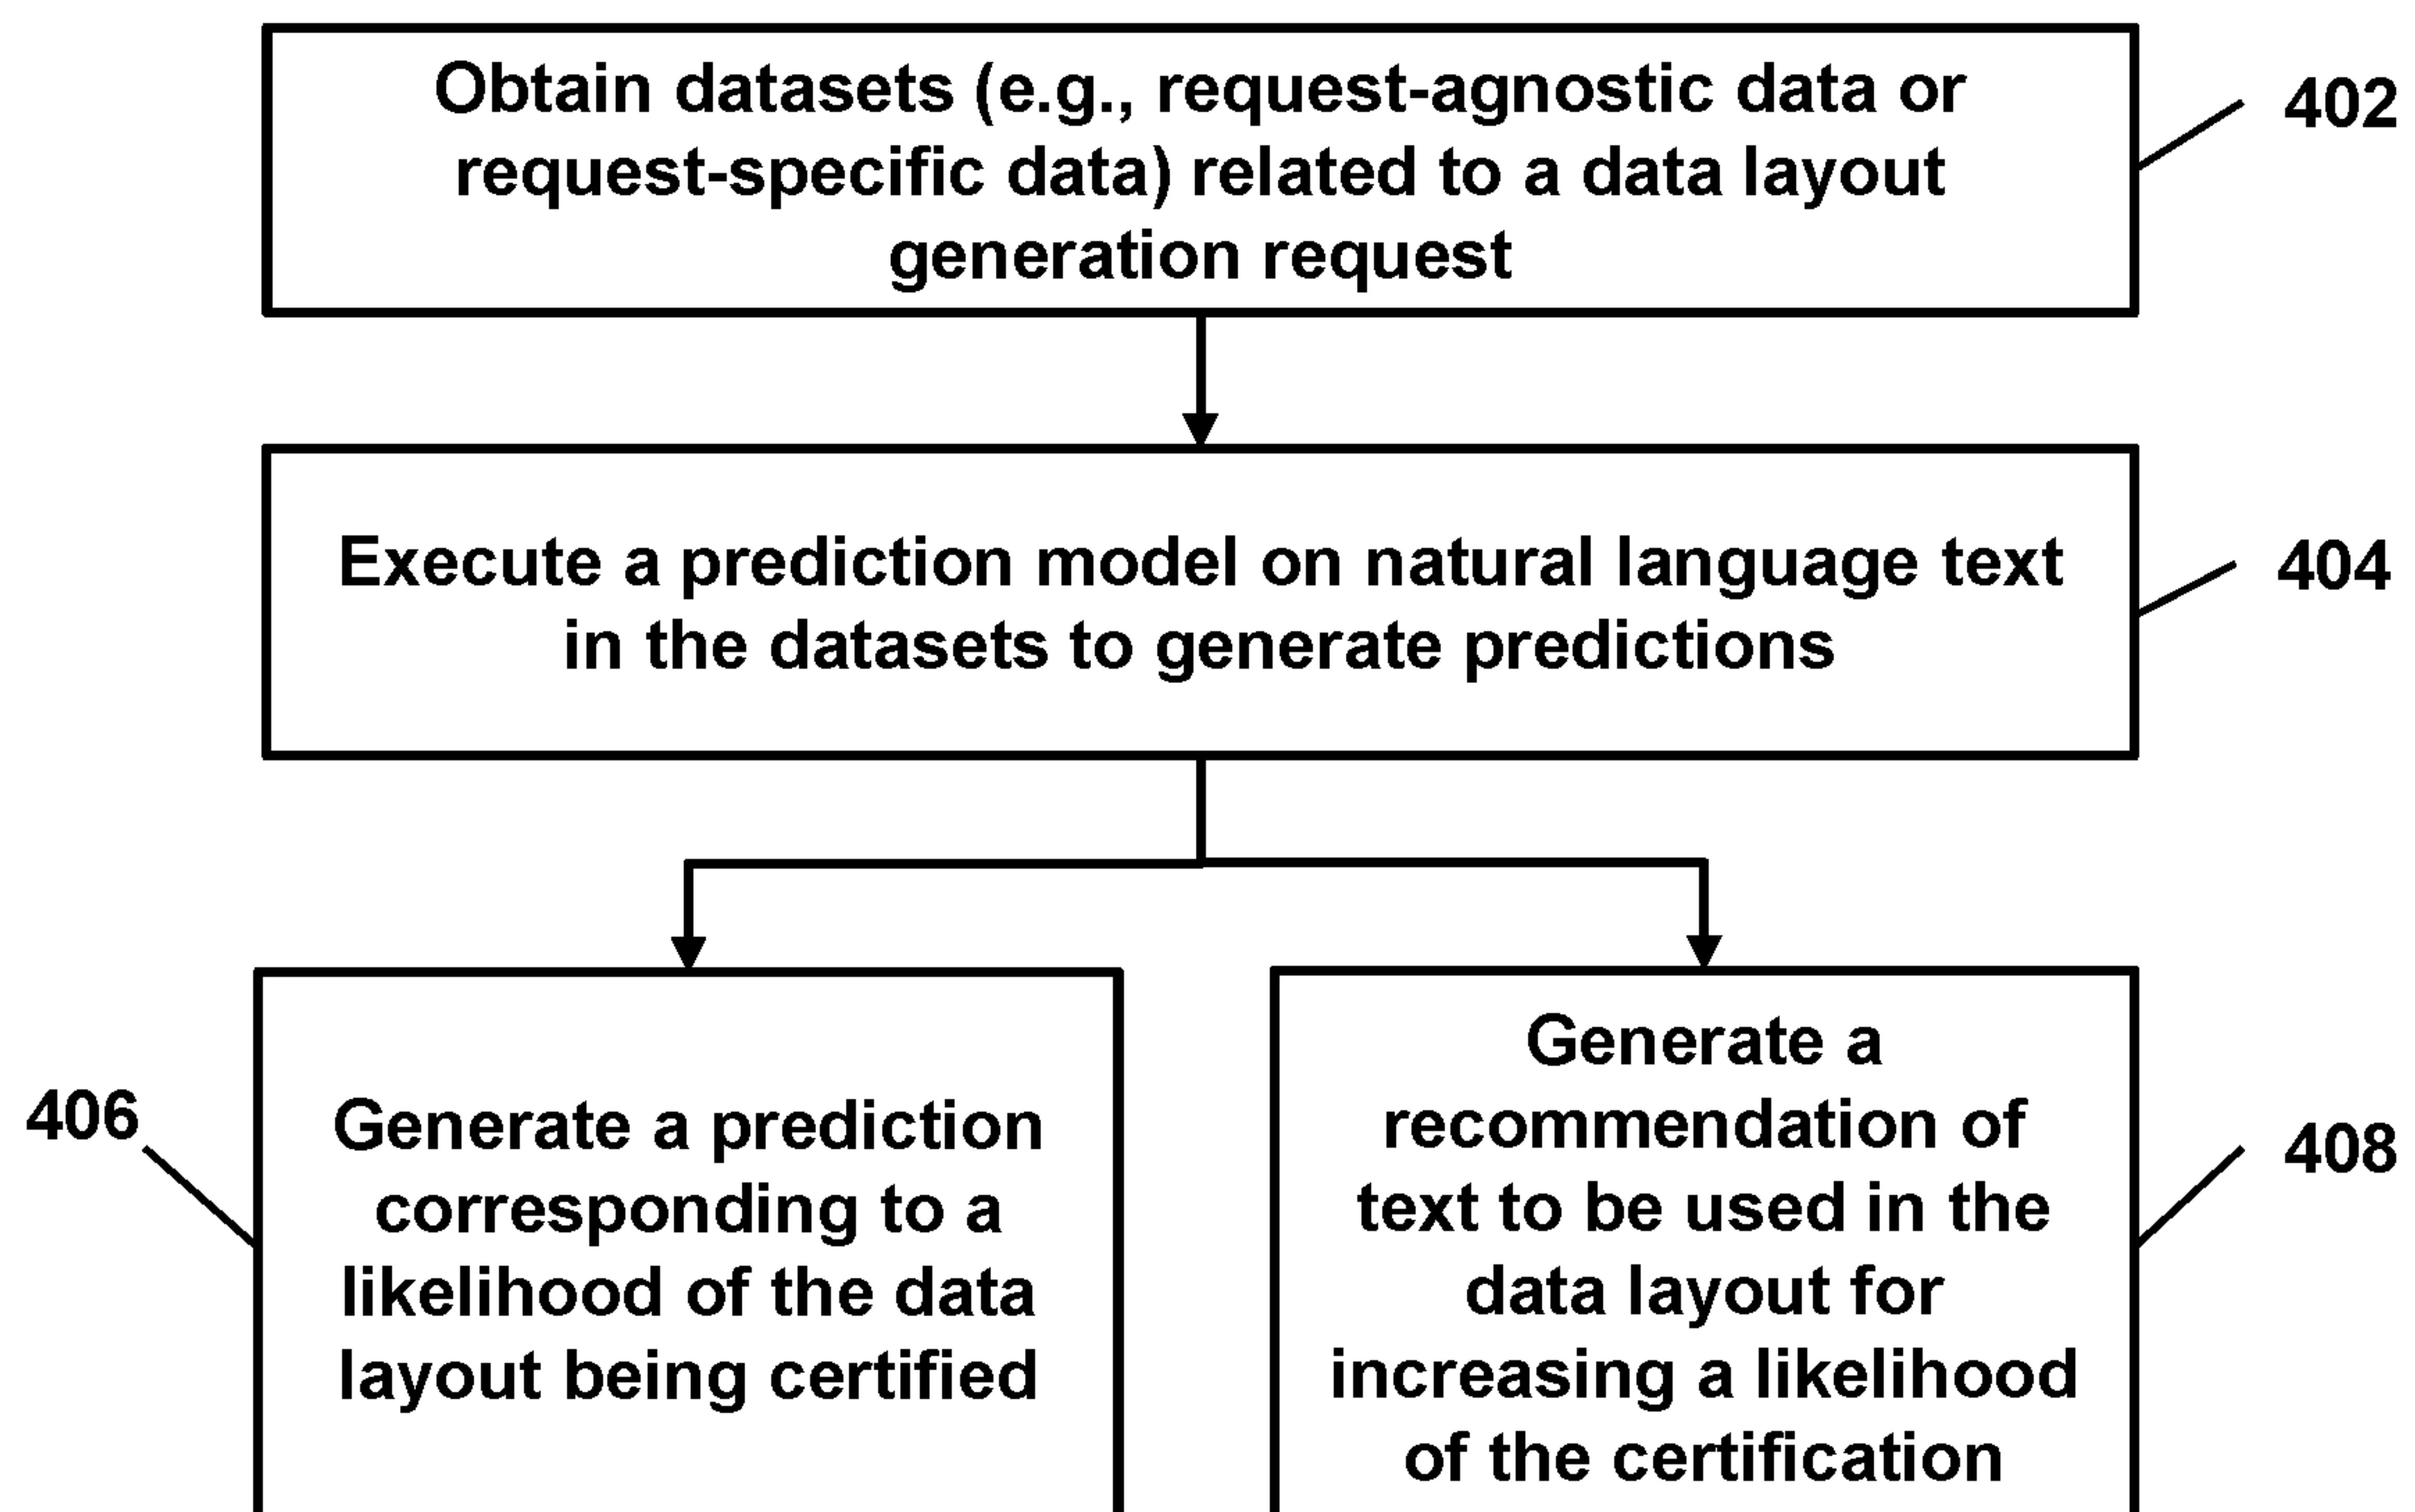 Obtain datasets (e.g., request-agnostic data or
request-specific data) related to a data layout
generation request
402
Execute a prediction model on natural language text
in the datasets to generate predictions
404
406
Generate a prediction
corresponding to a
likelihood of the data
layout being certified
Generate a
recommendation of
text to be used in the
data layout for
increasing a likelihood
of the certification
408